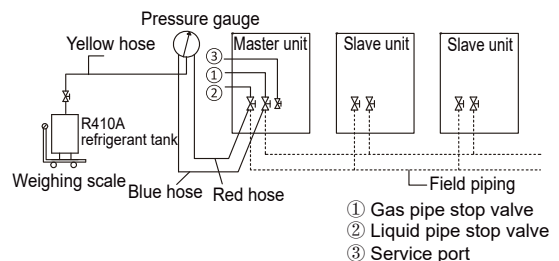 Pressure gauge
Yellow hose
Master unit
Slave unit
Slave unit
③
①
②
R410A
refrigerant tank
Weighing scale
Blue hose
Red hose
Field piping
① Gas pipe stop valve
② Liquid pipe stop valve
③ Service port